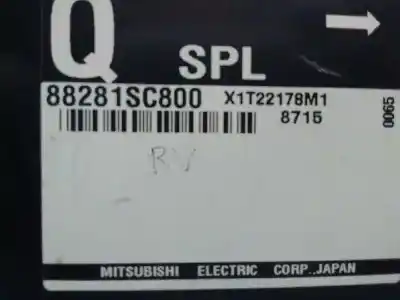 Q SPL
88281SC800 X1T22178M1
8715
0065
RV
MITSUBISHI ELECTRIC CORP.,JAPAN